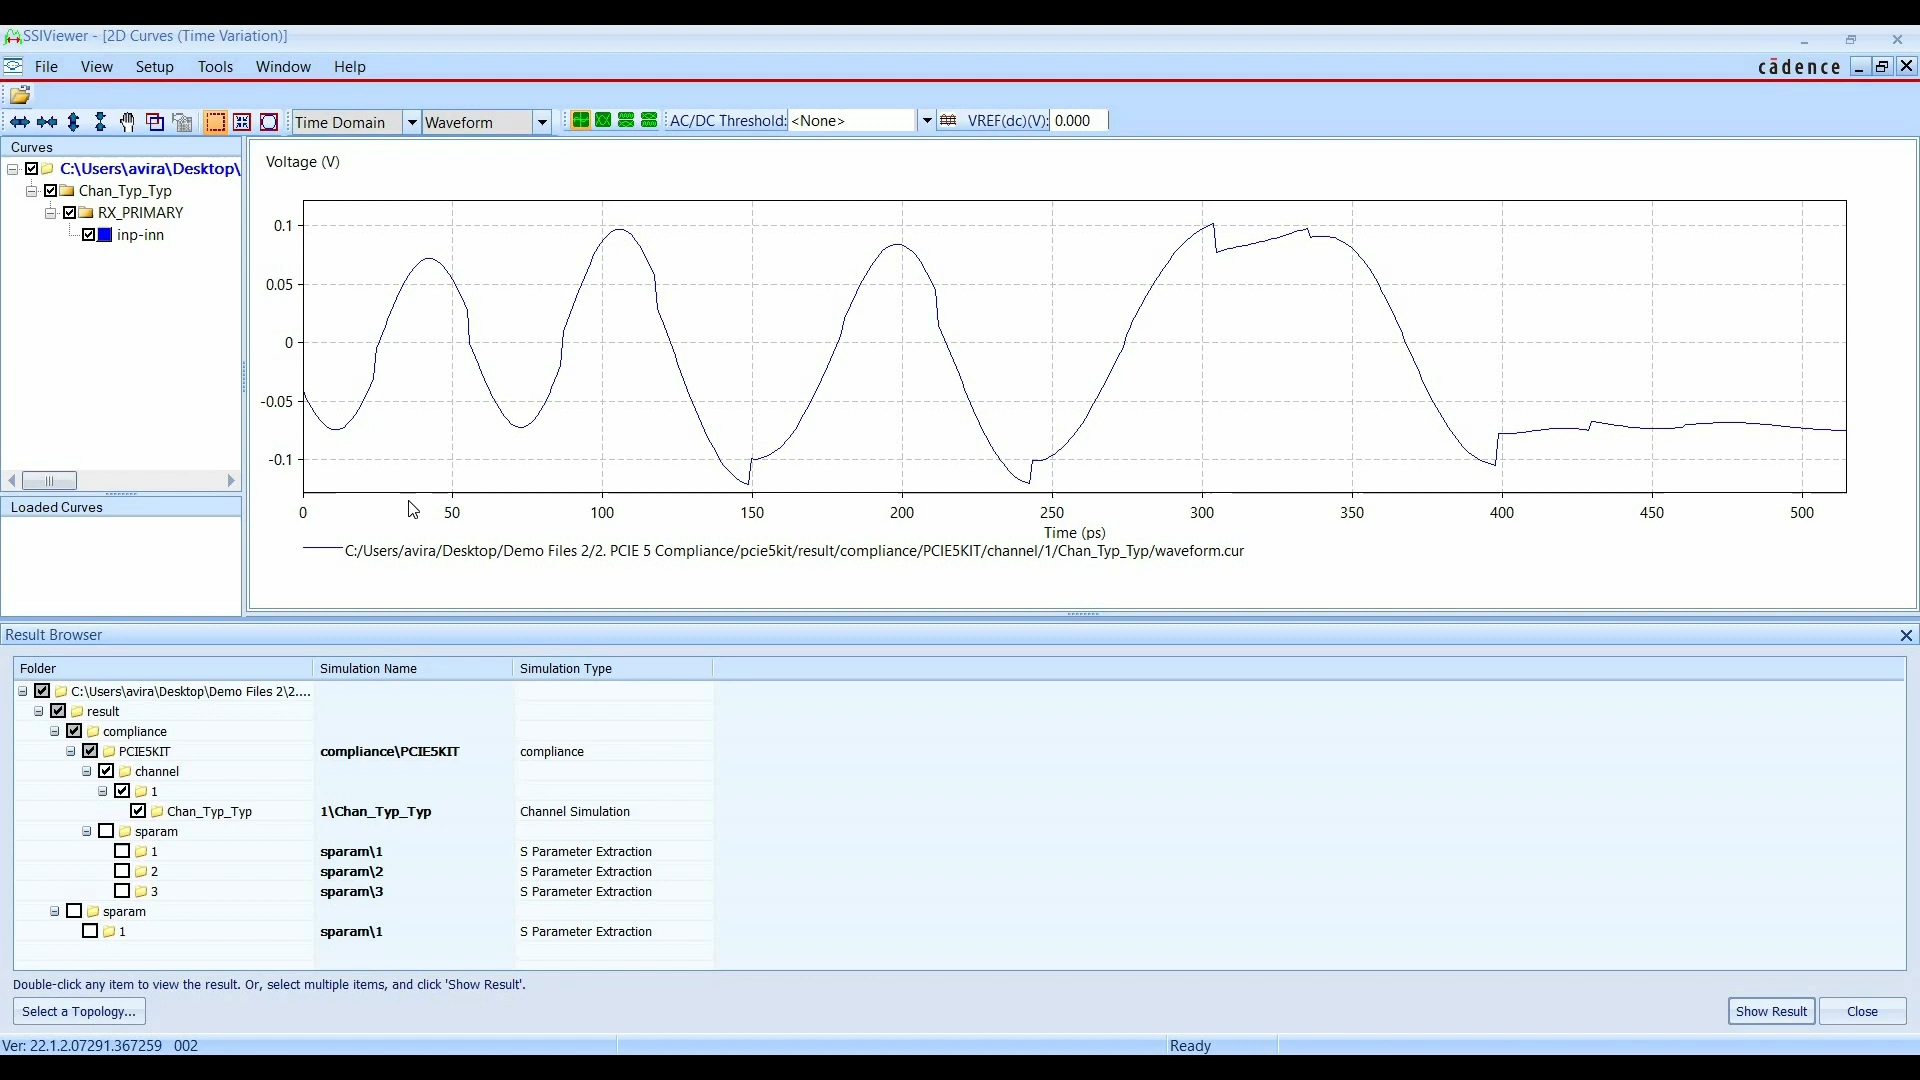 SSIViewer - [2D Curves (Time Variation)]
File View Setup Tools Window Help
cādence
Time Domain Waveform AC/DC Threshold: <None> VREF(dc)(V): 0.000
Curves
C:\Users\avira\Desktop\
Chan_Typ_Typ
RX_PRIMARY
inp-inn
Loaded Curves
Voltage (V)
0.1
0.05
0
-0.05
-0.1
0 50 100 150 200 250 300 350 400 450 500
Time (ps)
C:/Users/avira/Desktop/Demo Files 2/2. PCIE 5 Compliance/pcie5kit/result/compliance/PCIE5KIT/channel/1/Chan_Typ_Typ/waveform.cur
Result Browser
Folder Simulation Name Simulation Type
C:\Users\avira\Desktop\Demo Files 2\2....
result
compliance
PCIE5KIT compliance\PCIE5KIT compliance
channel
1
Chan_Typ_Typ 1\Chan_Typ_Typ Channel Simulation
sparam
1 sparam\1 S Parameter Extraction
2 sparam\2 S Parameter Extraction
3 sparam\3 S Parameter Extraction
sparam
1 sparam\1 S Parameter Extraction
Double-click any item to view the result. Or, select multiple items, and click 'Show Result'.
Select a Topology... Show Result Close
Ver: 22.1.2.07291.367259 002 Ready